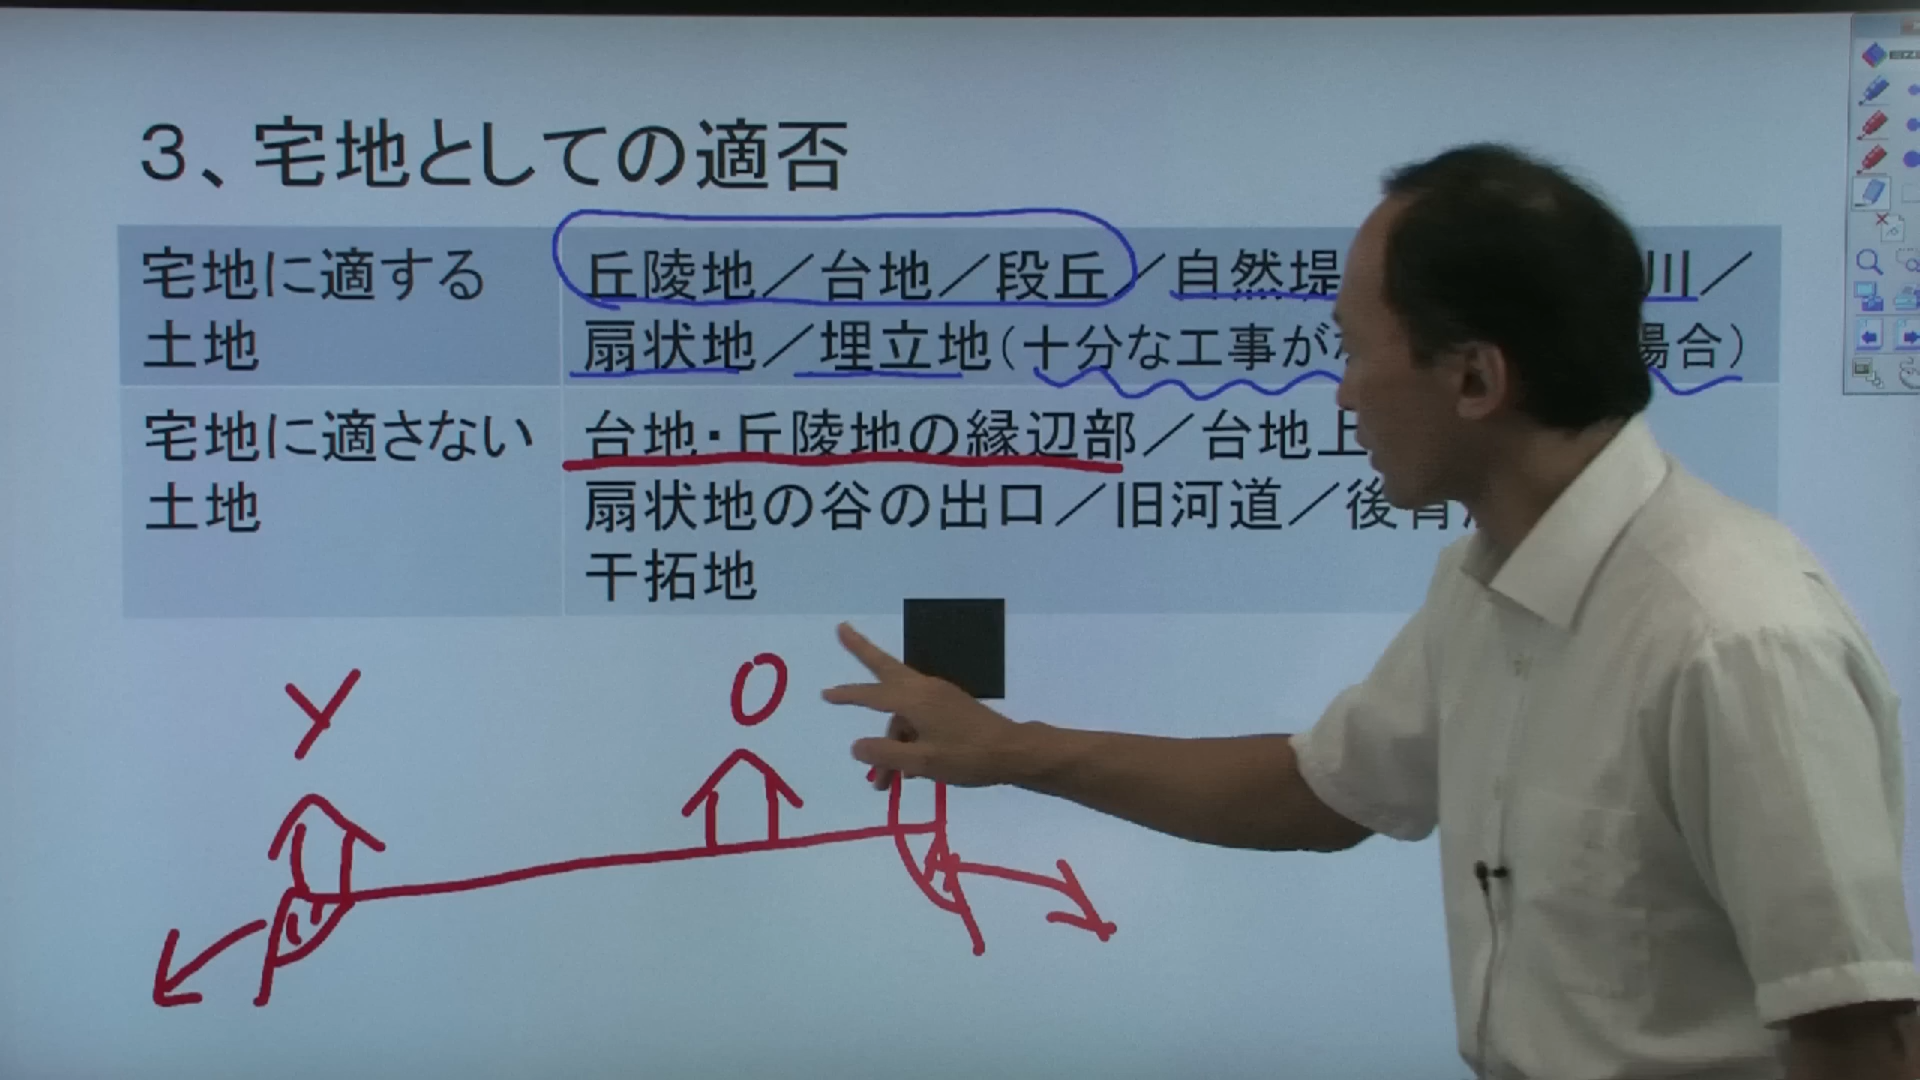 3、宅地としての適否
宅地に適する
土地
丘陵地／台地／段丘／自然堤 川／
扇状地／埋立地(十分な工事が 場合)
宅地に適さない
土地
台地・丘陵地の縁辺部／台地上
扇状地の谷の出口／旧河道／後背
干拓地
Y
O